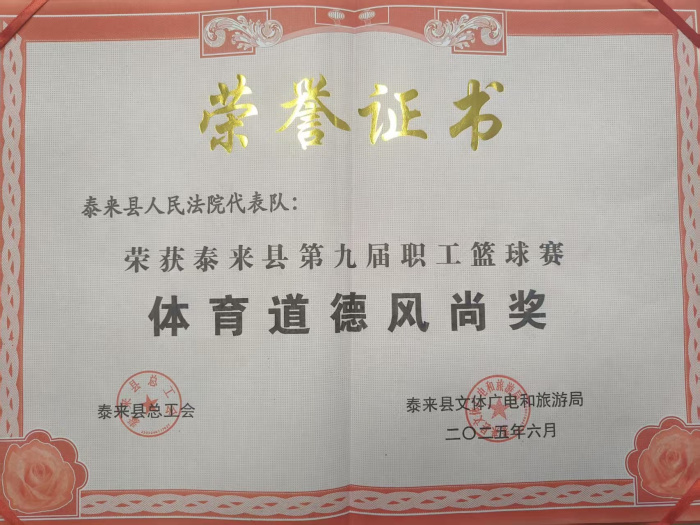 荣誉证书
泰来县人民法院代表队:
荣获泰来县第九届职工篮球赛
体育道德风尚奖
泰来县总工会
泰来县文体广电和旅游局
二〇二五年六月